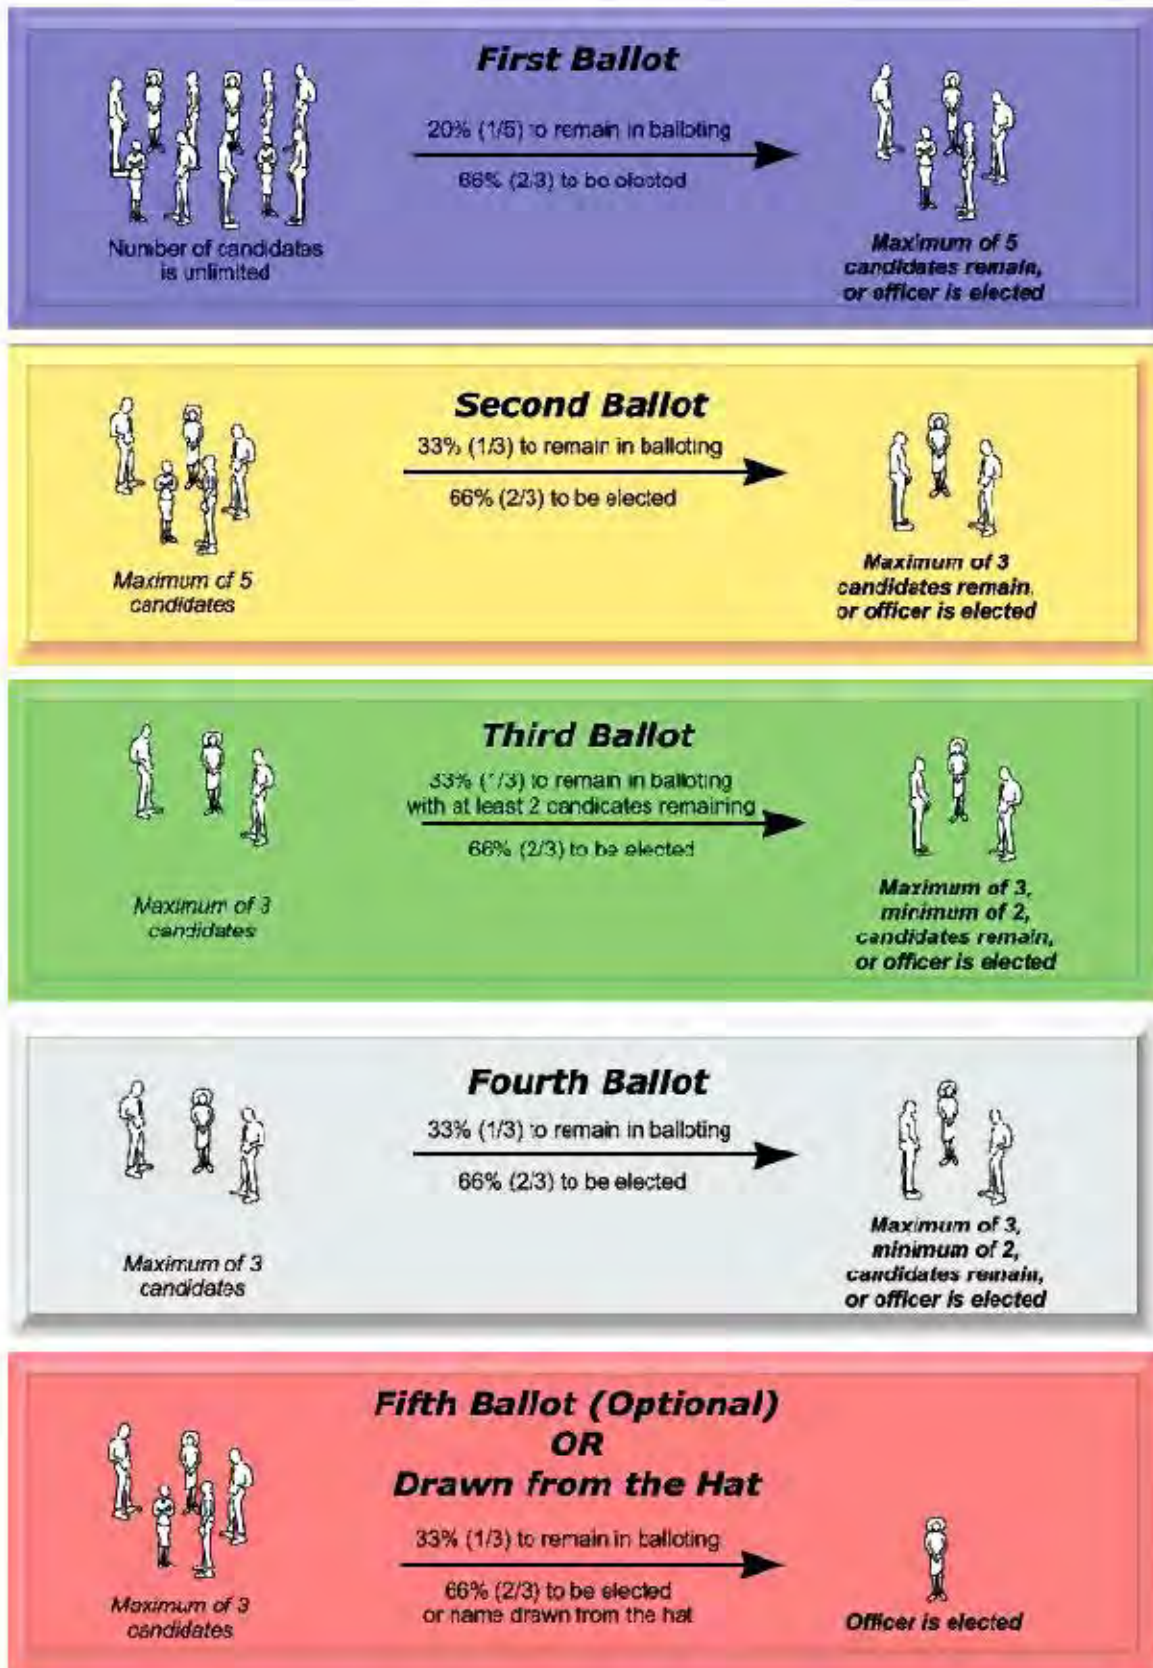 First Ballot
20% (1/5) to remain in balloting
66% (2/3) to be elected
Number of candidates
is unlimited
Maximum of 5
candidates remain,
or officer is elected
Second Ballot
33% (1/3) to remain in balloting
66% (2/3) to be elected
Maximum of 5
candidates
Maximum of 3
candidates remain,
or officer is elected
Third Ballot
33% (1/3) to remain in balloting
with at least 2 candidates remaining
66% (2/3) to be elected
Maximum of 3
candidates
Maximum of 3,
minimum of 2,
candidates remain,
or officer is elected
Fourth Ballot
33% (1/3) to remain in balloting
66% (2/3) to be elected
Maximum of 3
candidates
Maximum of 3,
minimum of 2,
candidates remain,
or officer is elected
Fifth Ballot (Optional)
OR
Drawn from the Hat
33% (1/3) to remain in balloting
66% (2/3) to be elected
or name drawn from the hat
Maximum of 3
candidates
Officer is elected